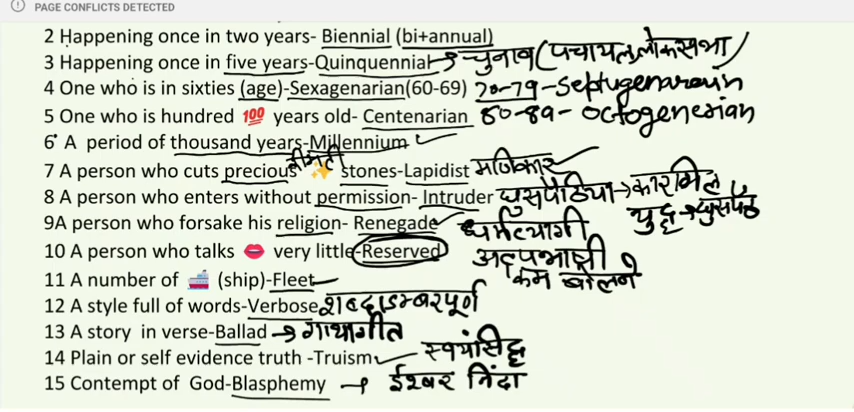 PAGE CONFLICTS DETECTED
2 Happening once in two years- Biennial (bi+annual)
3 Happening once in five years-Quinquennial → चुनाव (पंचायत, लोकसभा)
4 One who is in sixties (age)-Sexagenarian(60-69) 70-79-Septugenarain
5 One who is hundred 💯 years old- Centenarian 80-89- octogenerian
6 A period of thousand years-Millennium
7 A person who cuts precious कीमती ✨ stones-Lapidist मणिकार
8 A person who enters without permission- Intruder घुसपैठिया→कारगिल
युद्ध→घुसपैठ
9A person who forsake his religion- Renegade धर्मत्यागी
10 A person who talks 👄 very little-Reserved अल्पभाषी
कम बोलने
11 A number of 🚢 (ship)-Fleet
12 A style full of words-Verbose शब्दाडम्बरपूर्ण
13 A story in verse-Ballad → गाथागीत
14 Plain or self evidence truth -Truism स्वयंसिद्ध
15 Contempt of God-Blasphemy → ईश्वर निंदा